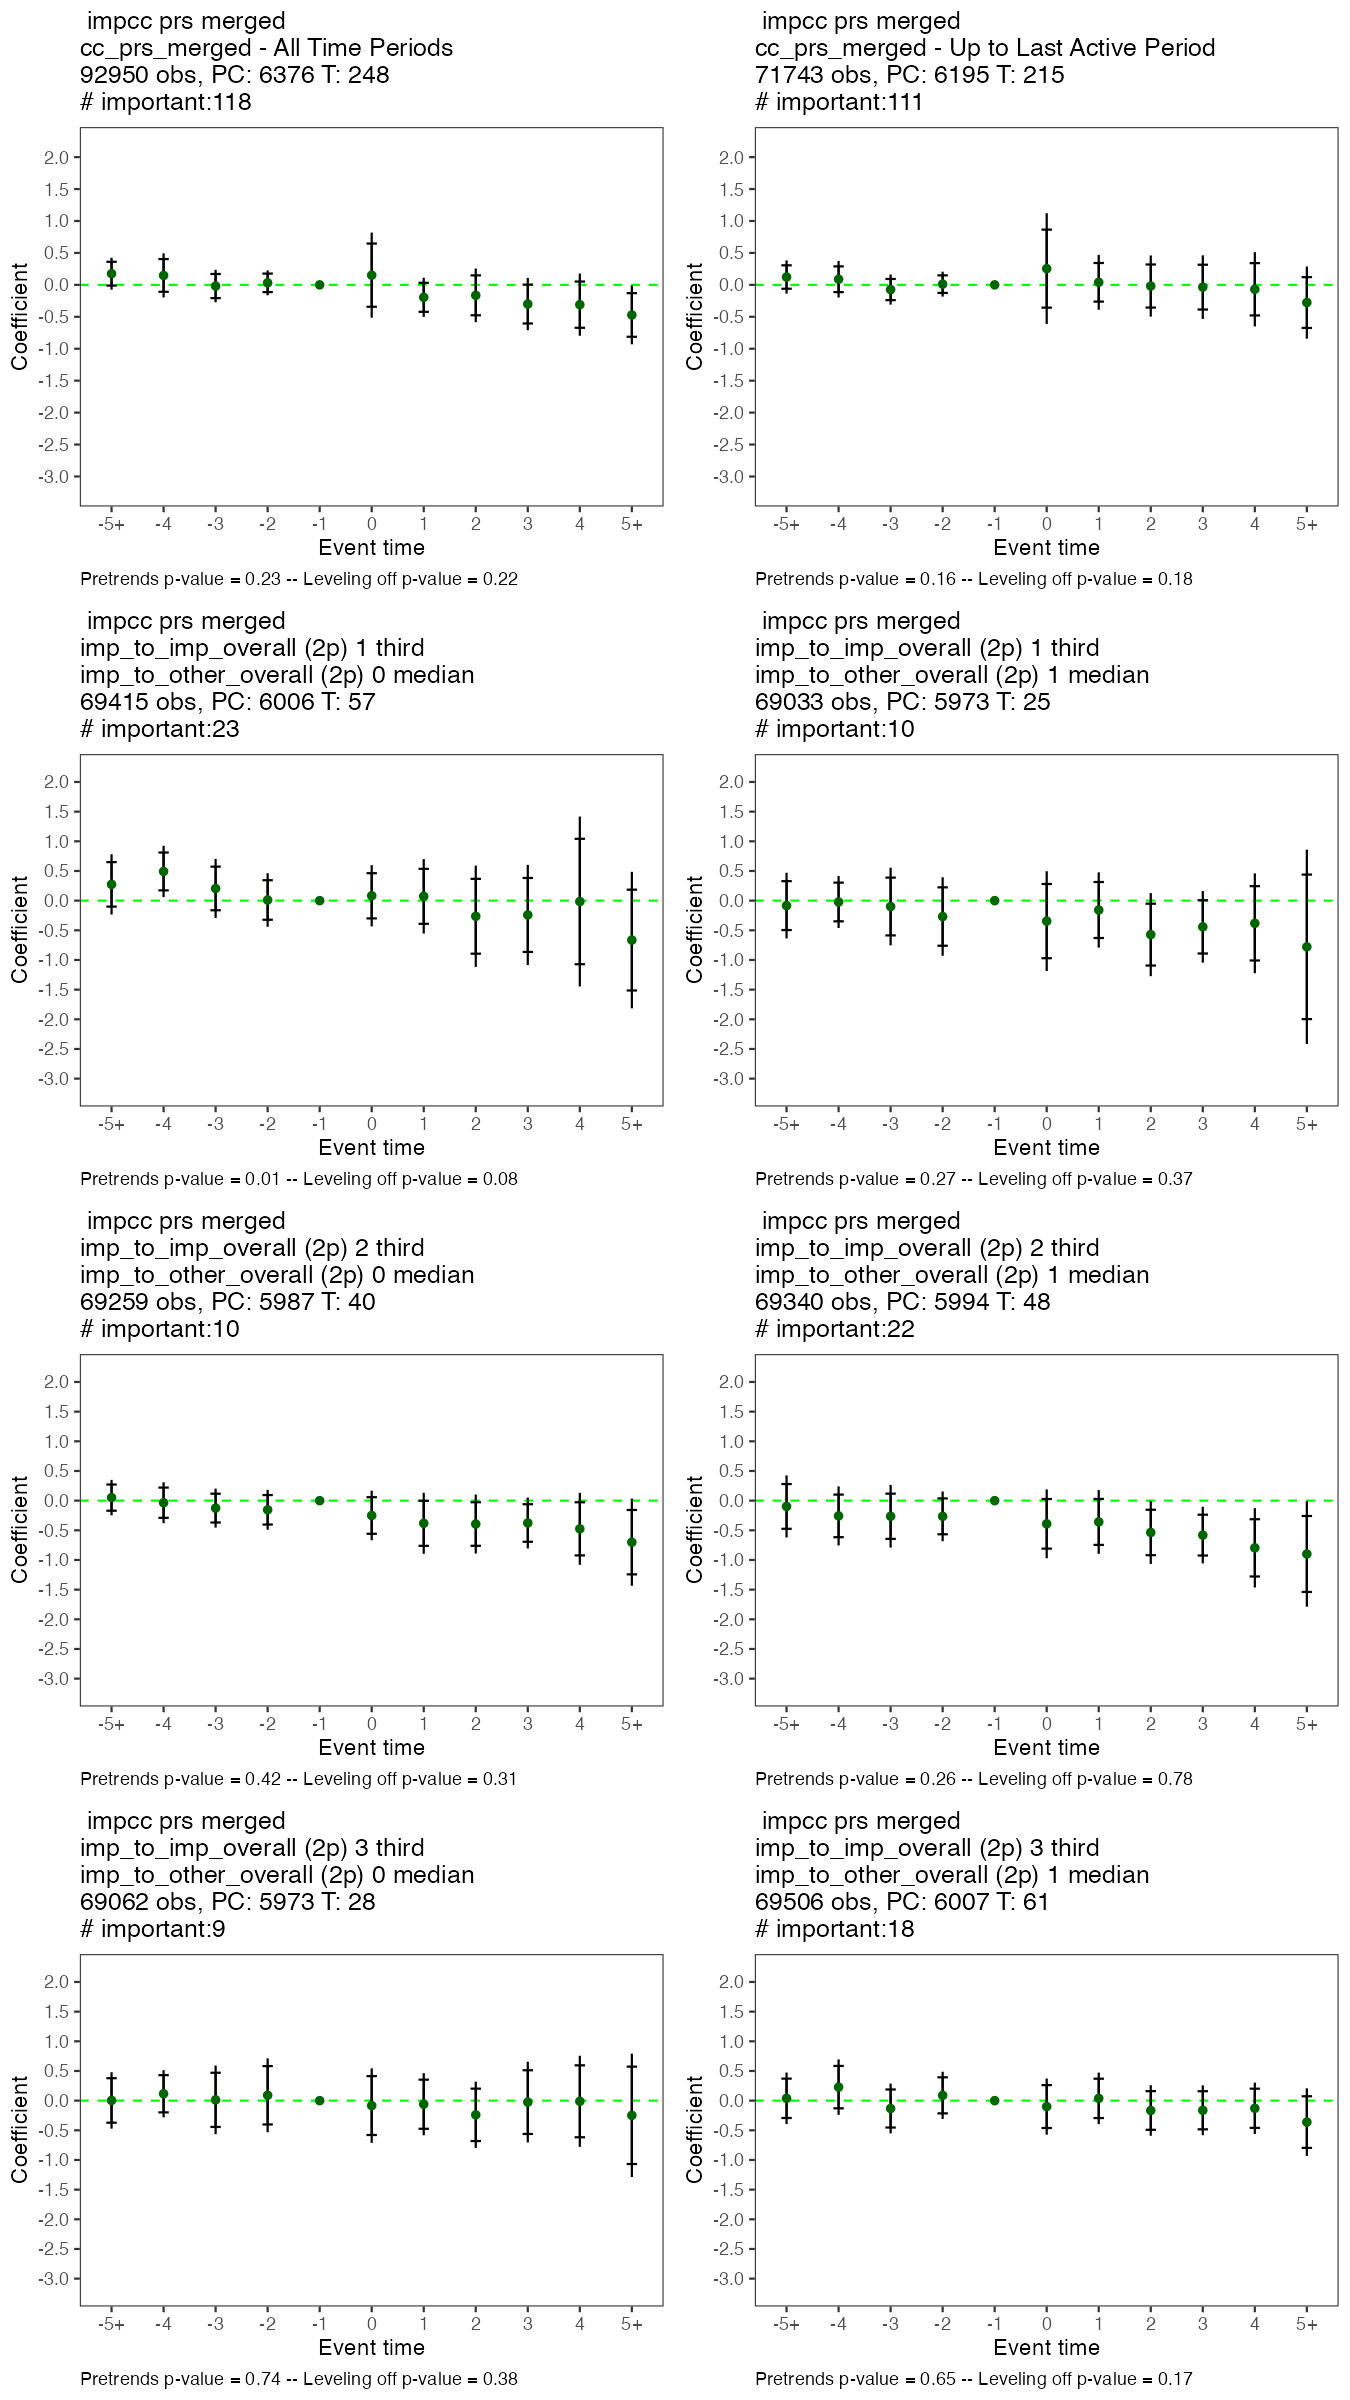 impcc prs merged
cc_prs_merged - All Time Periods
92950 obs, PC: 6376 T: 248
# important:118
Coefficient
2.0
1.5
1.0
0.5
0.0
-0.5
-1.0
-1.5
-2.0
-2.5
-3.0
-5+ -4 -3 -2 -1 0 1 2 3 4 5+
Event time
Pretrends p-value = 0.23 -- Leveling off p-value = 0.22
impcc prs merged
cc_prs_merged - Up to Last Active Period
71743 obs, PC: 6195 T: 215
# important:111
Coefficient
2.0
1.5
1.0
0.5
0.0
-0.5
-1.0
-1.5
-2.0
-2.5
-3.0
-5+ -4 -3 -2 -1 0 1 2 3 4 5+
Event time
Pretrends p-value = 0.16 -- Leveling off p-value = 0.18
impcc prs merged
imp_to_imp_overall (2p) 1 third
imp_to_other_overall (2p) 0 median
69415 obs, PC: 6006 T: 57
# important:23
Coefficient
2.0
1.5
1.0
0.5
0.0
-0.5
-1.0
-1.5
-2.0
-2.5
-3.0
-5+ -4 -3 -2 -1 0 1 2 3 4 5+
Event time
Pretrends p-value = 0.01 -- Leveling off p-value = 0.08
impcc prs merged
imp_to_imp_overall (2p) 1 third
imp_to_other_overall (2p) 1 median
69033 obs, PC: 5973 T: 25
# important:10
Coefficient
2.0
1.5
1.0
0.5
0.0
-0.5
-1.0
-1.5
-2.0
-2.5
-3.0
-5+ -4 -3 -2 -1 0 1 2 3 4 5+
Event time
Pretrends p-value = 0.27 -- Leveling off p-value = 0.37
impcc prs merged
imp_to_imp_overall (2p) 2 third
imp_to_other_overall (2p) 0 median
69259 obs, PC: 5987 T: 40
# important:10
Coefficient
2.0
1.5
1.0
0.5
0.0
-0.5
-1.0
-1.5
-2.0
-2.5
-3.0
-5+ -4 -3 -2 -1 0 1 2 3 4 5+
Event time
Pretrends p-value = 0.42 -- Leveling off p-value = 0.31
impcc prs merged
imp_to_imp_overall (2p) 2 third
imp_to_other_overall (2p) 1 median
69340 obs, PC: 5994 T: 48
# important:22
Coefficient
2.0
1.5
1.0
0.5
0.0
-0.5
-1.0
-1.5
-2.0
-2.5
-3.0
-5+ -4 -3 -2 -1 0 1 2 3 4 5+
Event time
Pretrends p-value = 0.26 -- Leveling off p-value = 0.78
impcc prs merged
imp_to_imp_overall (2p) 3 third
imp_to_other_overall (2p) 0 median
69062 obs, PC: 5973 T: 28
# important:9
Coefficient
2.0
1.5
1.0
0.5
0.0
-0.5
-1.0
-1.5
-2.0
-2.5
-3.0
-5+ -4 -3 -2 -1 0 1 2 3 4 5+
Event time
Pretrends p-value = 0.74 -- Leveling off p-value = 0.38
impcc prs merged
imp_to_imp_overall (2p) 3 third
imp_to_other_overall (2p) 1 median
69506 obs, PC: 6007 T: 61
# important:18
Coefficient
2.0
1.5
1.0
0.5
0.0
-0.5
-1.0
-1.5
-2.0
-2.5
-3.0
-5+ -4 -3 -2 -1 0 1 2 3 4 5+
Event time
Pretrends p-value = 0.65 -- Leveling off p-value = 0.17